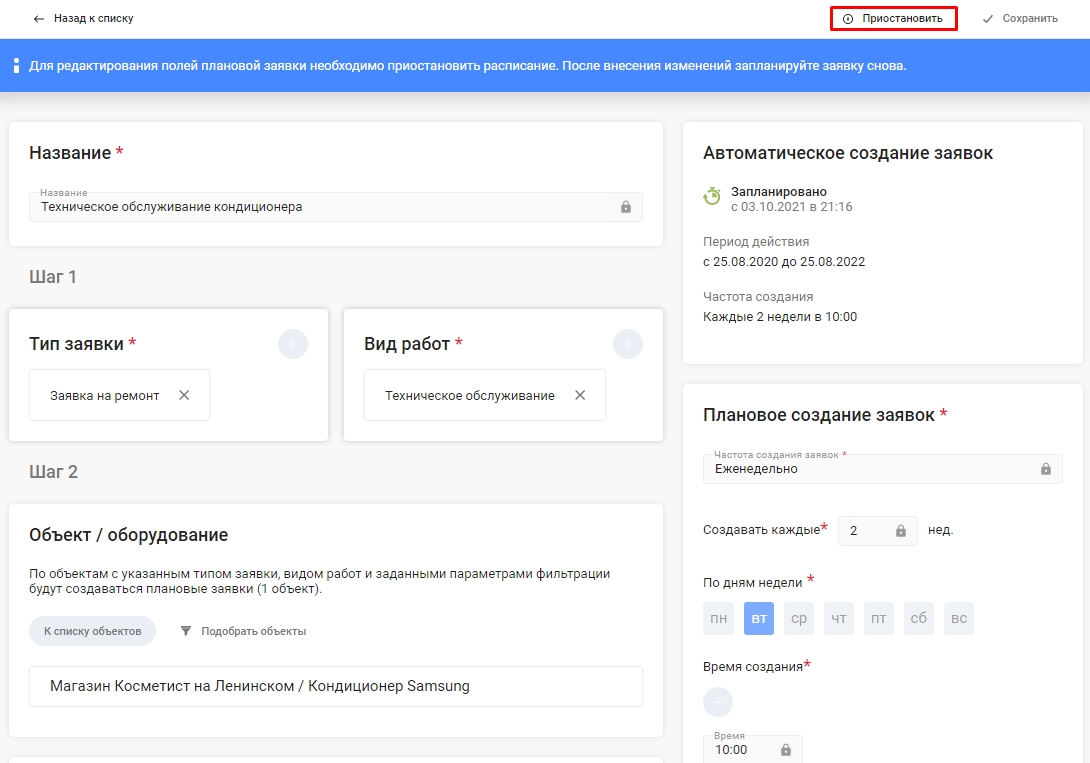 Назад к списку
Приостановить
Сохранить
Для редактирования полей плановой заявки необходимо приостановить расписание. После внесения изменений запланируйте заявку снова.
Название *
Название
Техническое обслуживание кондиционера
Шаг 1
Тип заявки *
Заявка на ремонт
Вид работ *
Техническое обслуживание
Шаг 2
Объект / оборудование
По объектам с указанным типом заявки, видом работ и заданными параметрами фильтрации
будут создаваться плановые заявки (1 объект).
К списку объектов
Подобрать объекты
Магазин Косметист на Ленинском / Кондиционер Samsung
Автоматическое создание заявок
Запланировано
с 03.10.2021 в 21:16
Период действия
с 25.08.2020 до 25.08.2022
Частота создания
Каждые 2 недели в 10:00
Плановое создание заявок *
Частота создания заявок *
Еженедельно
Создавать каждые* 2 нед.
По дням недели *
пн вт ср чт пт сб вс
Время создания*
Время
10:00